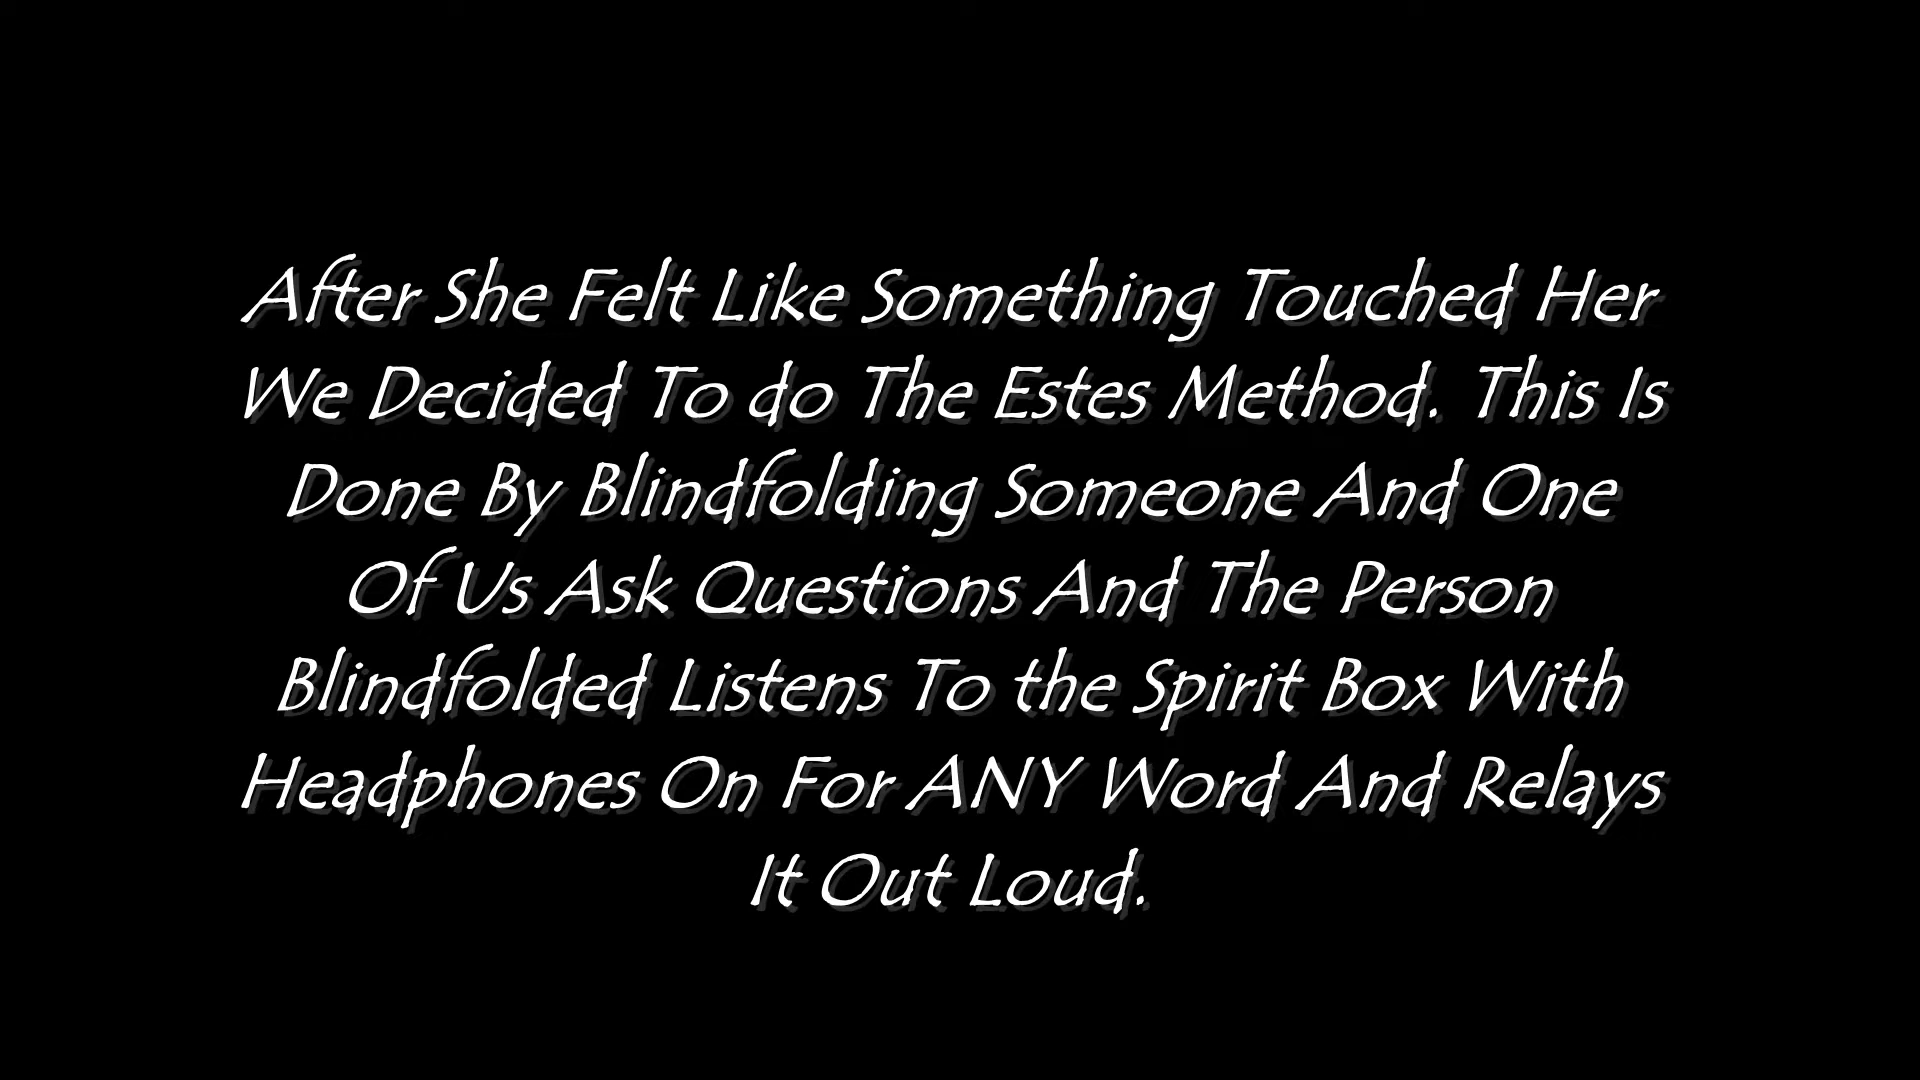 After She Felt Like Something Touched Her
We Decided To do The Estes Method. This Is
Done By Blindfolding Someone And One
Of Us Ask Questions And The Person
Blindfolded Listens To the Spirit Box With
Headphones On For ANY Word And Relays
It Out Loud.